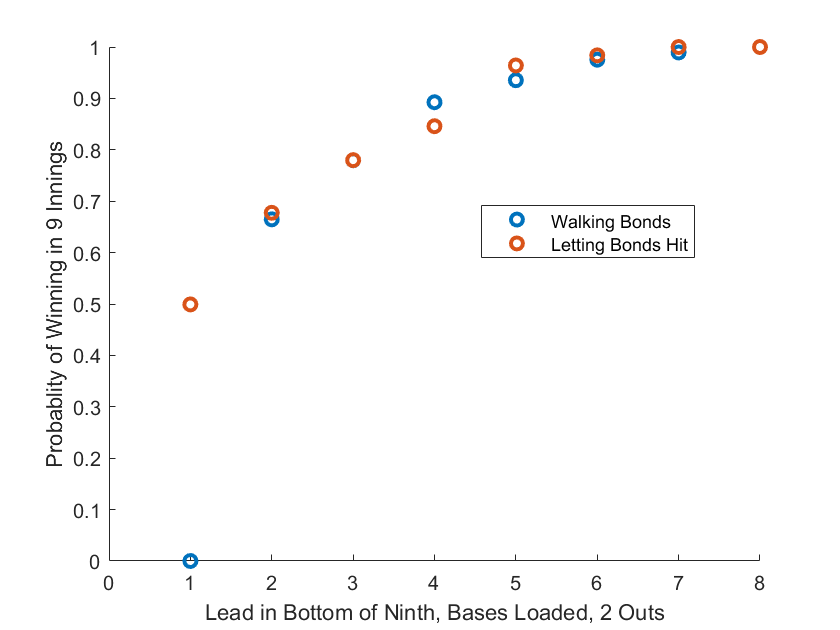 1
0.9
0.8
0.7
0.6
0.5
0.4
0.3
0.2
0.1
0
Probablity of Winning in 9 Innings
Walking Bonds
Letting Bonds Hit
0 1 2 3 4 5 6 7 8
Lead in Bottom of Ninth, Bases Loaded, 2 Outs